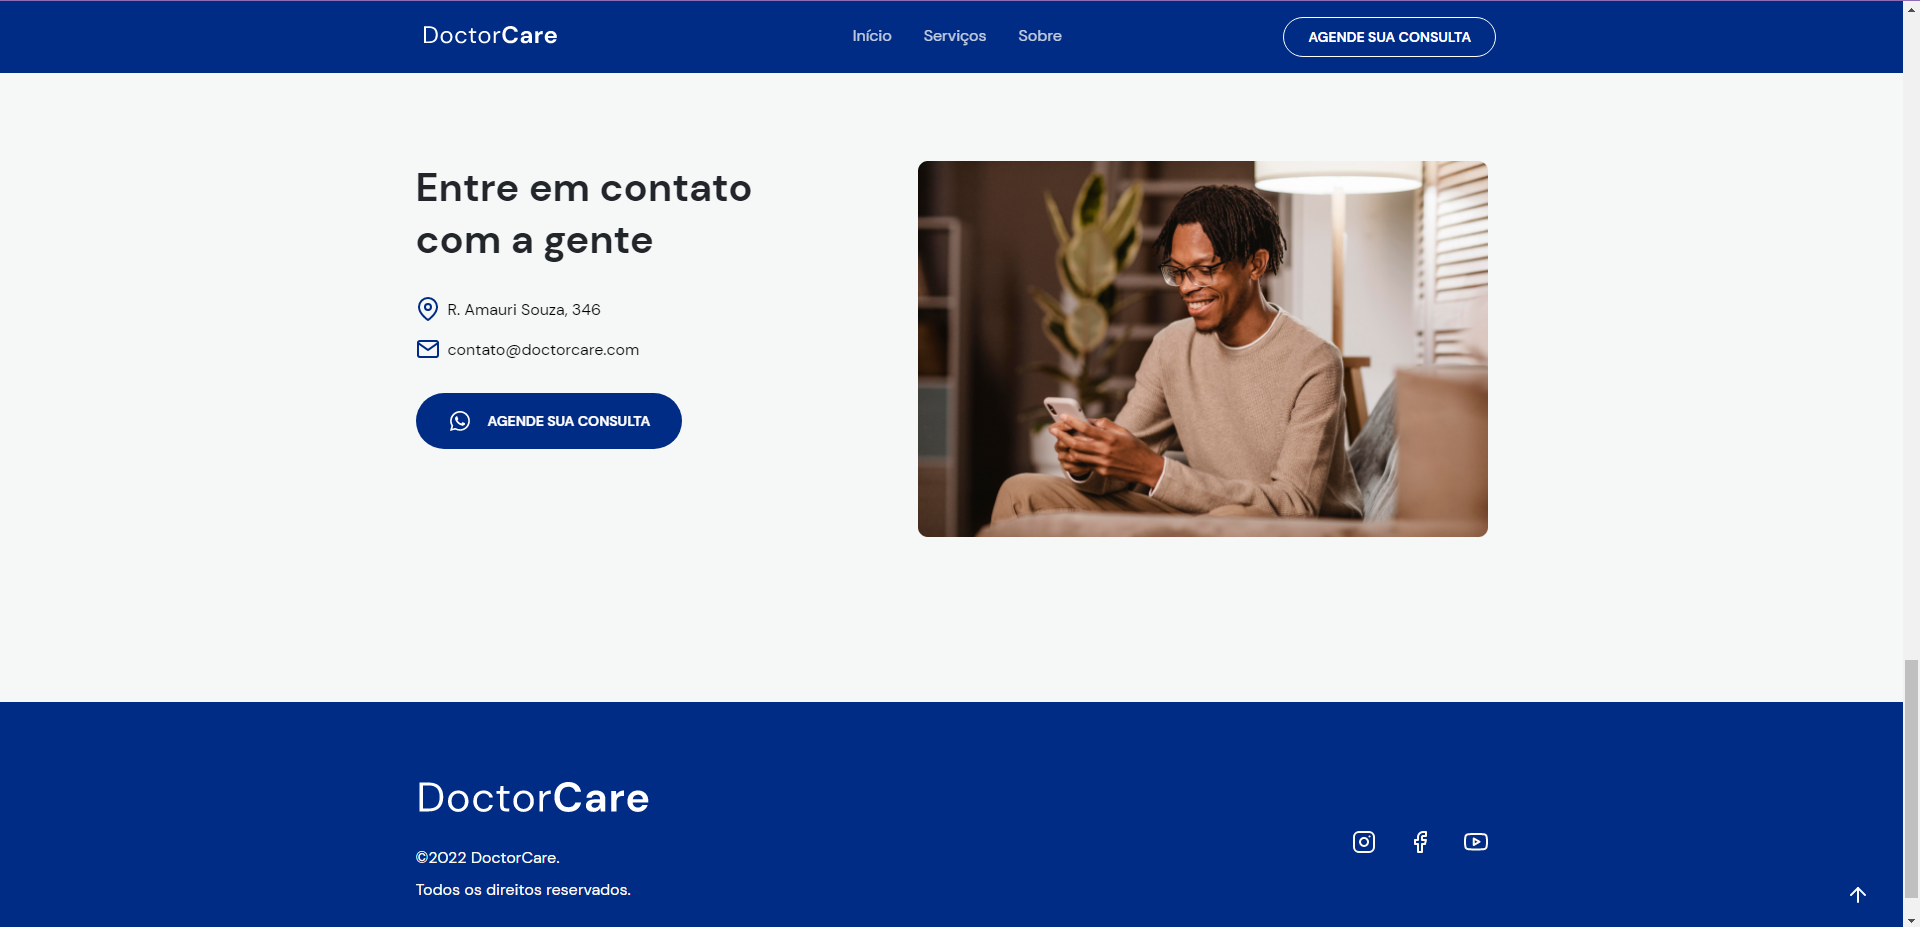 DoctorCare
Início
Serviços
Sobre
AGENDE SUA CONSULTA
Entre em contato
com a gente
R. Amauri Souza, 346
contato@doctorcare.com
AGENDE SUA CONSULTA
DoctorCare
©2022 DoctorCare.
Todos os direitos reservados.